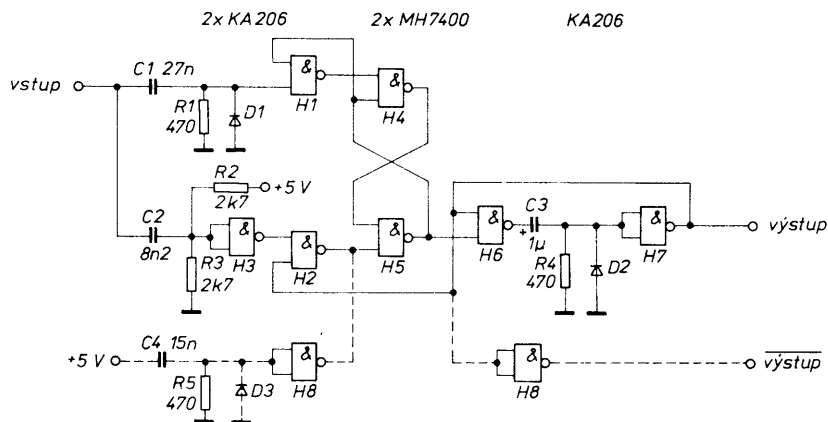 2x KA206 2x MH7400 KA206
vstup
C1 27n
R1
470
D1
&
H1
&
H4
R2
2k7
+5 V
C2
8n2
R3
2k7
&
H3
&
H2
&
H5
&
H6
C3
+
1µ
R4
470
D2
&
H7
výstup
+5 V
C4 15n
R5
470
D3
&
H8
&
H8
výstup